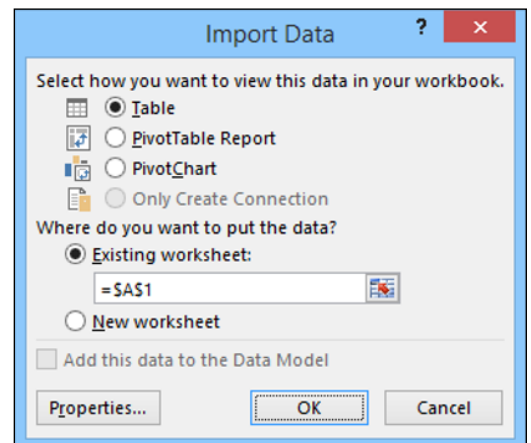 Import Data
?
×
Select how you want to view this data in your workbook.
Table
PivotTable Report
PivotChart
Only Create Connection
Where do you want to put the data?
Existing worksheet:
=$A$1
New worksheet
Add this data to the Data Model
Properties... OK Cancel